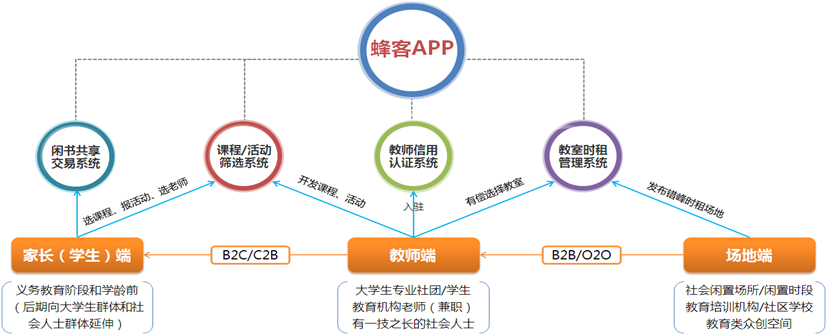 蜂客APP
闲书共享
交易系统
课程/活动
筛选系统
教师信用
认证系统
教室时租
管理系统
选课程、报活动、选老师
开发课程、活动
入驻
有偿选择教室
发布错峰时租场地
家长（学生）端
B2C/C2B
教师端
B2B/O2O
场地端
义务教育阶段和学龄前
（后期向大学生群体和社
会人士群体延伸）
大学生专业社团/学生
教育机构老师（兼职）
有一技之长的社会人士
社会闲置场所/闲置时段
教育培训机构/社区学校
教育类众创空间